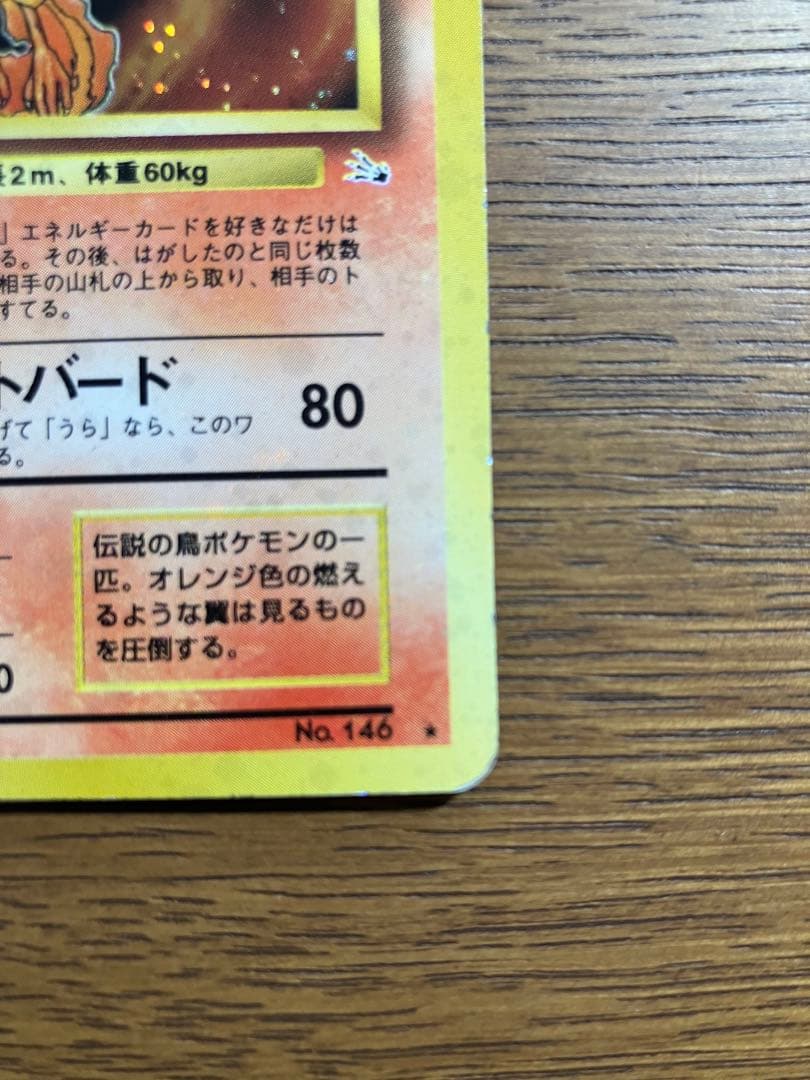 長2m、体重60kg
」エネルギーカードを好きなだけは
る。その後、はがしたのと同じ枚数
相手の山札の上から取り、相手のト
すてる。
トバード
80
げて「うら」なら、このワ
る。
伝説の鳥ポケモンの一
匹。オレンジ色の燃え
るような翼は見るもの
を圧倒する。
0
No. 146 ★